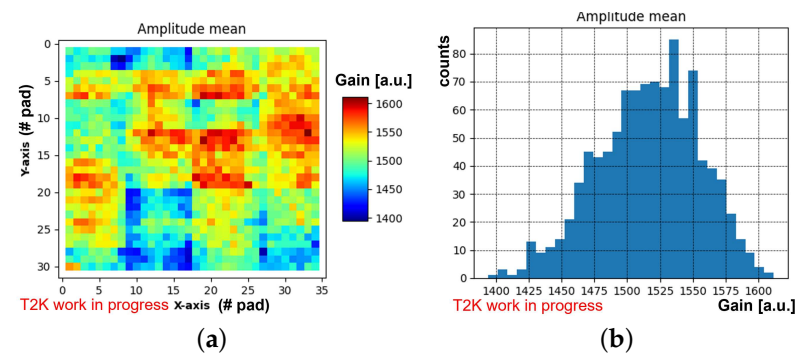 Amplitude mean
Gain [a.u.]
Y-axis (# pad)
0
5
10
15
20
25
30
0 5 10 15 20 25 30 35
1600
1550
1500
1450
1400
T2K work in progress X-axis (# pad)
(a)
Amplitude mean
counts
80
70
60
50
40
30
20
10
0
1400 1425 1450 1475 1500 1525 1550 1575 1600
T2K work in progress Gain [a.u.]
(b)